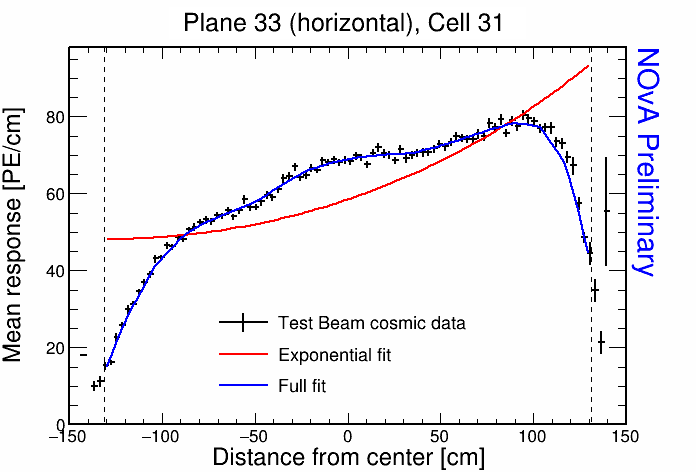 Plane 33 (horizontal), Cell 31
NOvA Preliminary
Mean response [PE/cm]
80
60
40
20
0
Test Beam cosmic data
Exponential fit
Full fit
−150
−100
−50
0
50
100
150
Distance from center [cm]